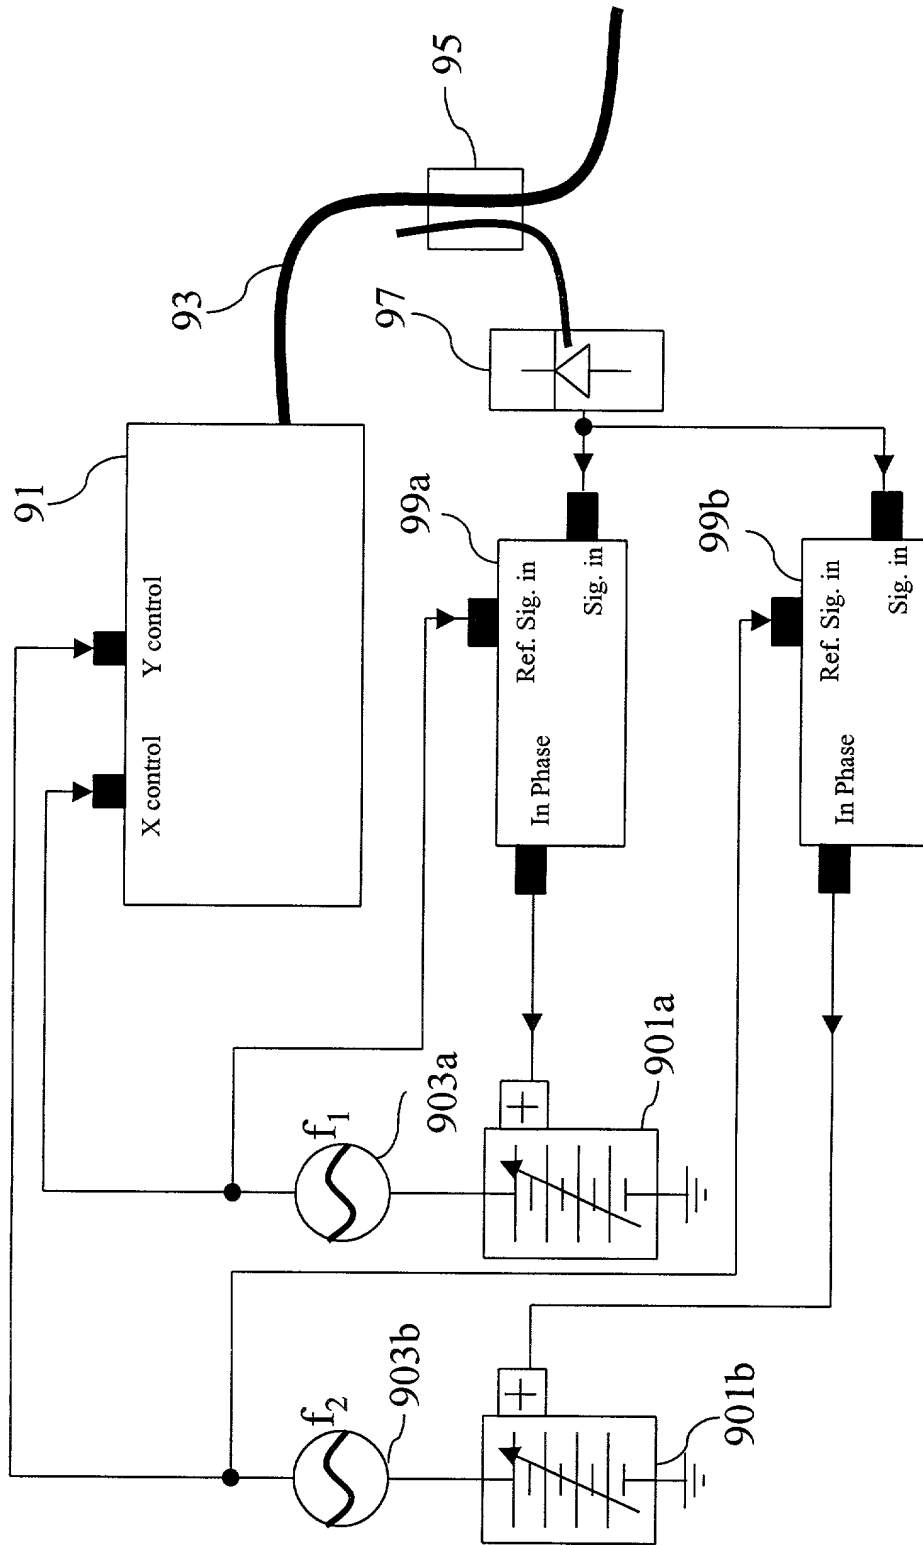 91
X control
Y control
93
95
97
99a
Ref. Sig. in
Sig. in
In Phase
99b
Ref. Sig. in
Sig. in
In Phase
f1
903a
901a
+
f2
903b
901b
+